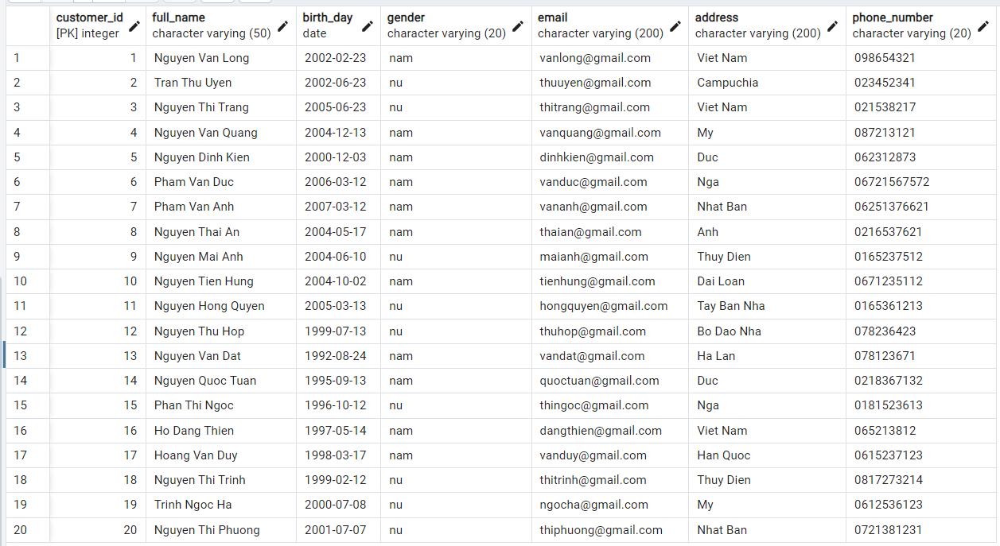 customer_id full_name birth_day gender email address phone_number
[PK] integer character varying (50) date character varying (20) character varying (200) character varying (200) character varying (20)
1 1 Nguyen Van Long 2002-02-23 nam vanlong@gmail.com Viet Nam 098654321
2 2 Tran Thu Uyen 2002-06-23 nu thuuyen@gmail.com Campuchia 023452341
3 3 Nguyen Thi Trang 2005-06-23 nu thitrang@gmail.com Viet Nam 021538217
4 4 Nguyen Van Quang 2004-12-13 nam vanquang@gmail.com My 087213121
5 5 Nguyen Dinh Kien 2000-12-03 nam dinhkien@gmail.com Duc 062312873
6 6 Pham Van Duc 2006-03-12 nam vanduc@gmail.com Nga 06721567572
7 7 Pham Van Anh 2007-03-12 nam vananh@gmail.com Nhat Ban 06251376621
8 8 Nguyen Thai An 2004-05-17 nam thaian@gmail.com Anh 0216537621
9 9 Nguyen Mai Anh 2004-06-10 nu maianh@gmail.com Thuy Dien 0165237512
10 10 Nguyen Tien Hung 2004-10-02 nam tienhung@gmail.com Dai Loan 0671235112
11 11 Nguyen Hong Quyen 2005-03-13 nu hongquyen@gmail.com Tay Ban Nha 0165361213
12 12 Nguyen Thu Hop 1999-07-13 nu thuhop@gmail.com Bo Dao Nha 078236423
13 13 Nguyen Van Dat 1992-08-24 nam vandat@gmail.com Ha Lan 078123671
14 14 Nguyen Quoc Tuan 1995-09-13 nam quoctuan@gmail.com Duc 0218367132
15 15 Phan Thi Ngoc 1996-10-12 nu thingoc@gmail.com Nga 0181523613
16 16 Ho Dang Thien 1997-05-14 nam dangthien@gmail.com Viet Nam 065213812
17 17 Hoang Van Duy 1998-03-17 nam vanduy@gmail.com Han Quoc 0615237123
18 18 Nguyen Thi Trinh 1999-02-12 nu thitrinh@gmail.com Thuy Dien 0817273214
19 19 Trinh Ngoc Ha 2000-07-08 nu ngocha@gmail.com My 0612536123
20 20 Nguyen Thi Phuong 2001-07-07 nu thiphuong@gmail.com Nhat Ban 0721381231